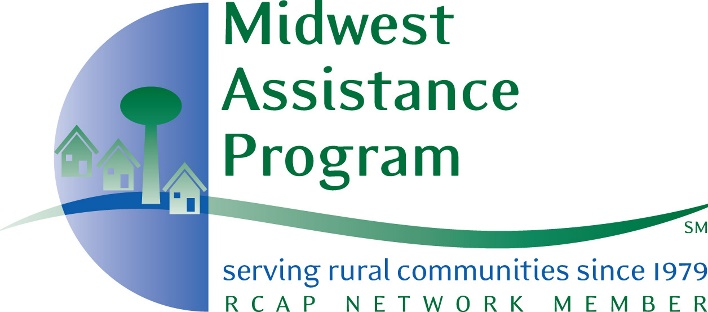 Midwest
Assistance
Program
SM
serving rural communities since 1979
RCAP NETWORK MEMBER